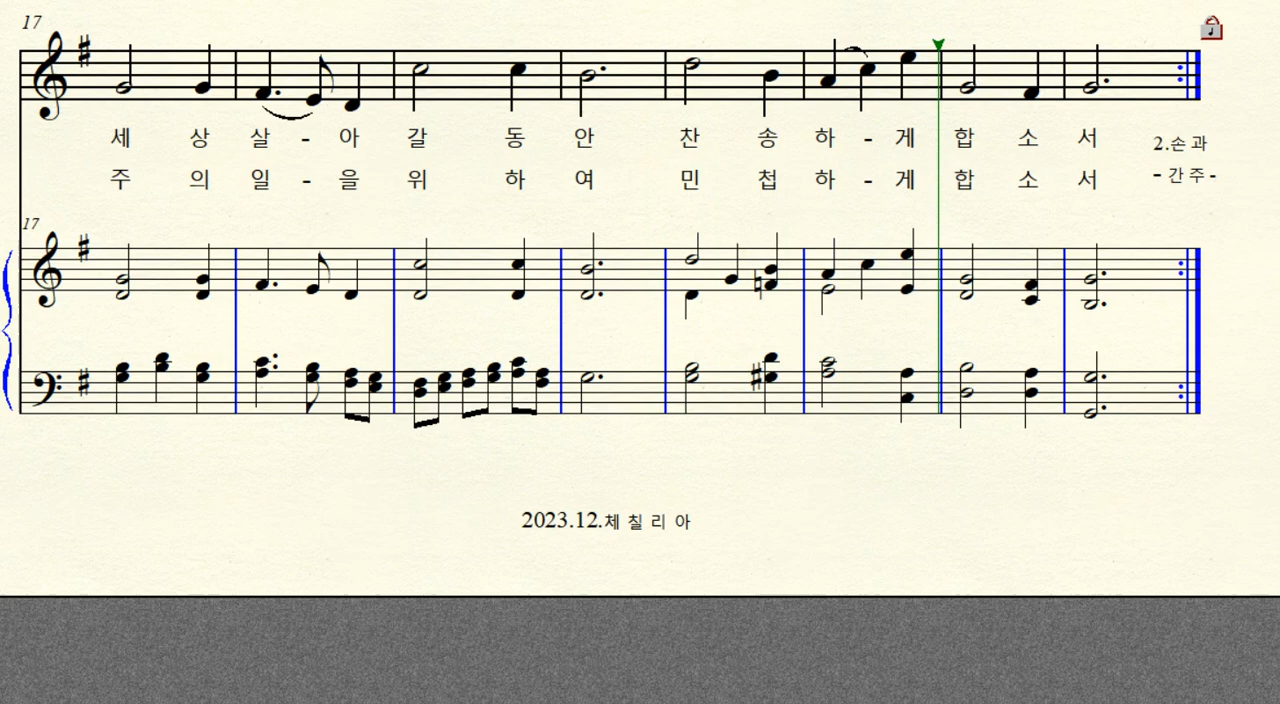 17
세 상 살 - 아 갈 동 안 찬 송 하 - 게 합 소 서 2.손 과
주 의 일 - 을 위 하 여 민 첩 하 - 게 합 소 서 - 간 주 -
17
2023.12.체 칠 리 아